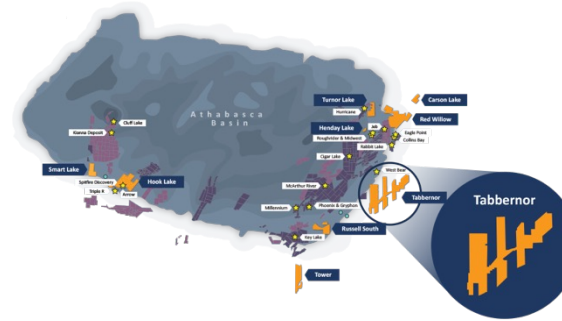 Athabasca
Basin
Turnor Lake
Hurricane
Carson Lake
Red Willow
Henday Lake
JEB
Roughrider & Midwest
Eagle Point
Collins Bay
Rabbit Lake
Cluff Lake
Kianna Deposit
Cigar Lake
Smart Lake
Spitfire Discovery
Triple R
Arrow
Hook Lake
West Bear
McArthur River
Tabbernor
Millennium
Phoenix & Gryphon
Key Lake
Russell South
Tower
Tabbernor